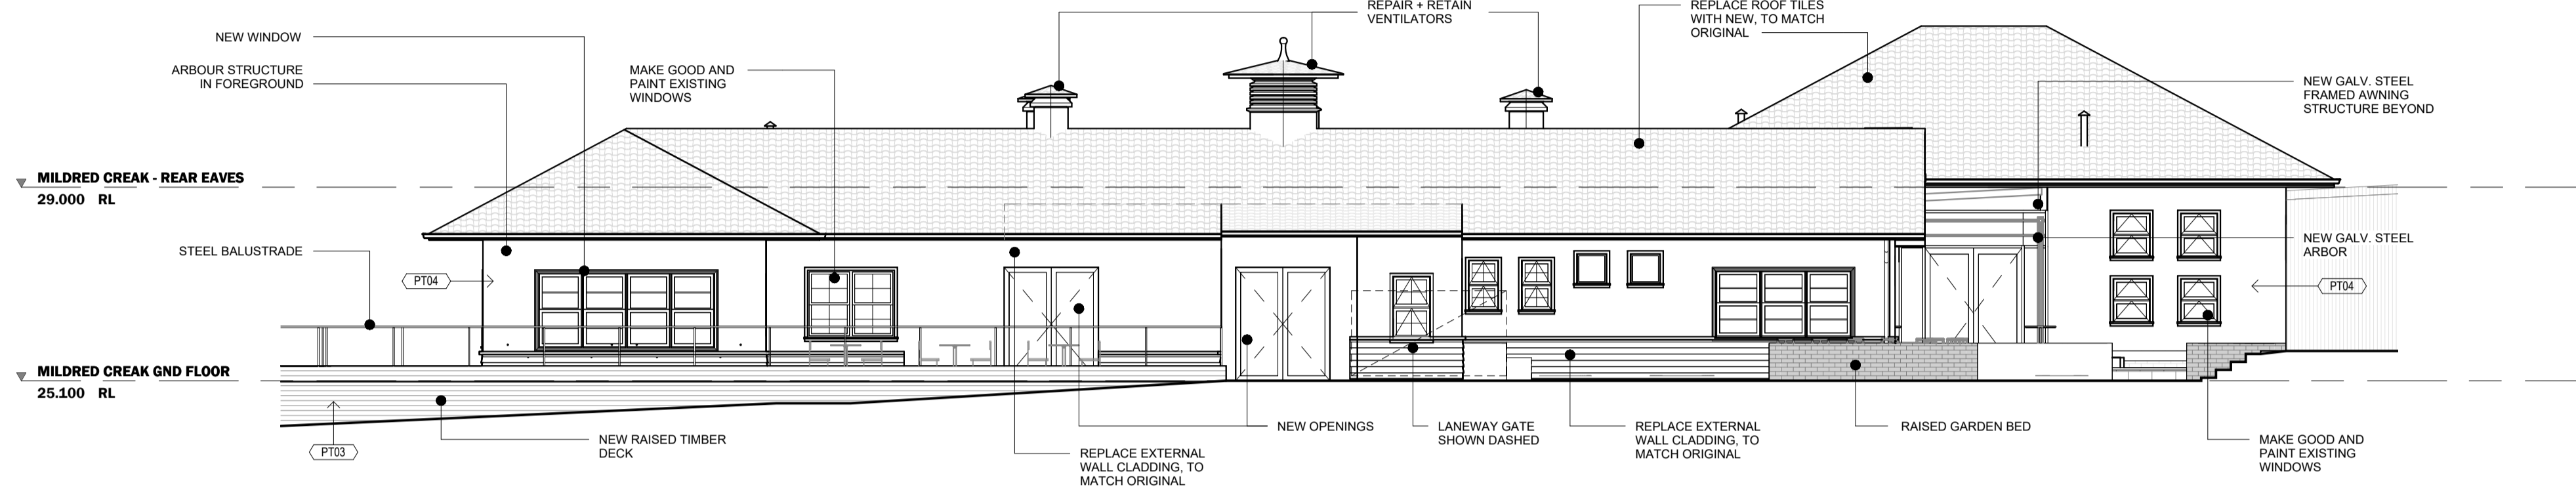 REPAIR + RETAIN
VENTILATORS
REPLACE ROOF TILES
WITH NEW, TO MATCH
ORIGINAL
NEW WINDOW
ARBOUR STRUCTURE
IN FOREGROUND
MAKE GOOD AND
PAINT EXISTING
WINDOWS
NEW GALV. STEEL
FRAMED AWNING
STRUCTURE BEYOND
MILDRED CREAK - REAR EAVES
29.000 RL
STEEL BALUSTRADE
NEW GALV. STEEL
ARBOR
PT04
PT04
MILDRED CREAK GND FLOOR
25.100 RL
PT03
NEW RAISED TIMBER
DECK
REPLACE EXTERNAL
WALL CLADDING, TO
MATCH ORIGINAL
NEW OPENINGS
LANEWAY GATE
SHOWN DASHED
REPLACE EXTERNAL
WALL CLADDING, TO
MATCH ORIGINAL
RAISED GARDEN BED
MAKE GOOD AND
PAINT EXISTING
WINDOWS